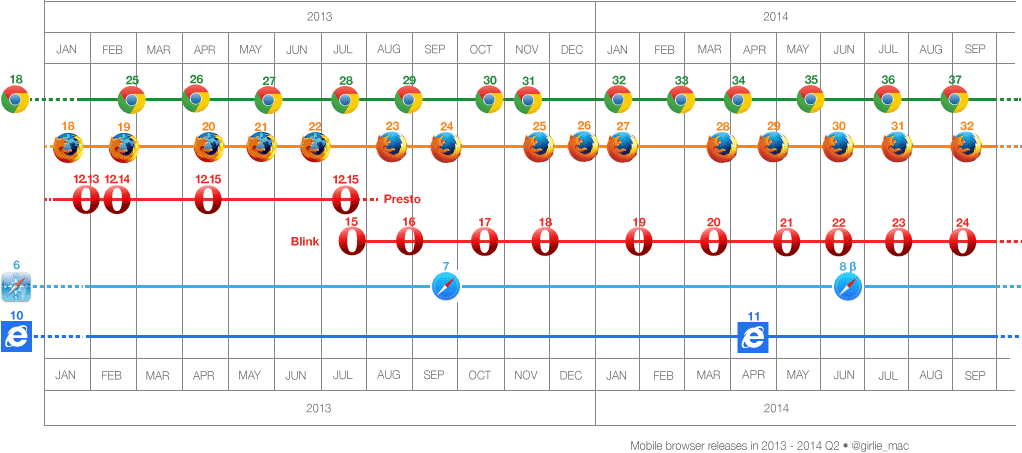 2013 2014
JAN FEB MAR APR MAY JUN JUL AUG SEP OCT NOV DEC JAN FEB MAR APR MAY JUN JUL AUG SEP
18 25 26 27 28 29 30 31 32 33 34 35 36 37
18 19 20 21 22 23 24 25 26 27 28 29 30 31 32
12.13 12.14 12.15 12.15 Presto
Blink 15 16 17 18 19 20 21 22 23 24
6 7 8 β
10 11
JAN FEB MAR APR MAY JUN JUL AUG SEP OCT NOV DEC JAN FEB MAR APR MAY JUN JUL AUG SEP
2013 2014
Mobile browser releases in 2013 - 2014 Q2 • @girlie_mac